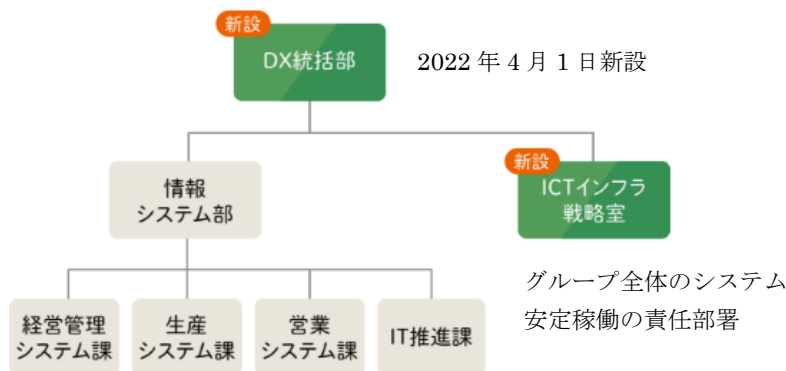 新設
DX統括部
2022年4月1日新設
情報
システム部
新設
ICTインフラ
戦略室
グループ全体のシステム
安定稼働の責任部署
経営管理
システム課
生産
システム課
営業
システム課
IT推進課